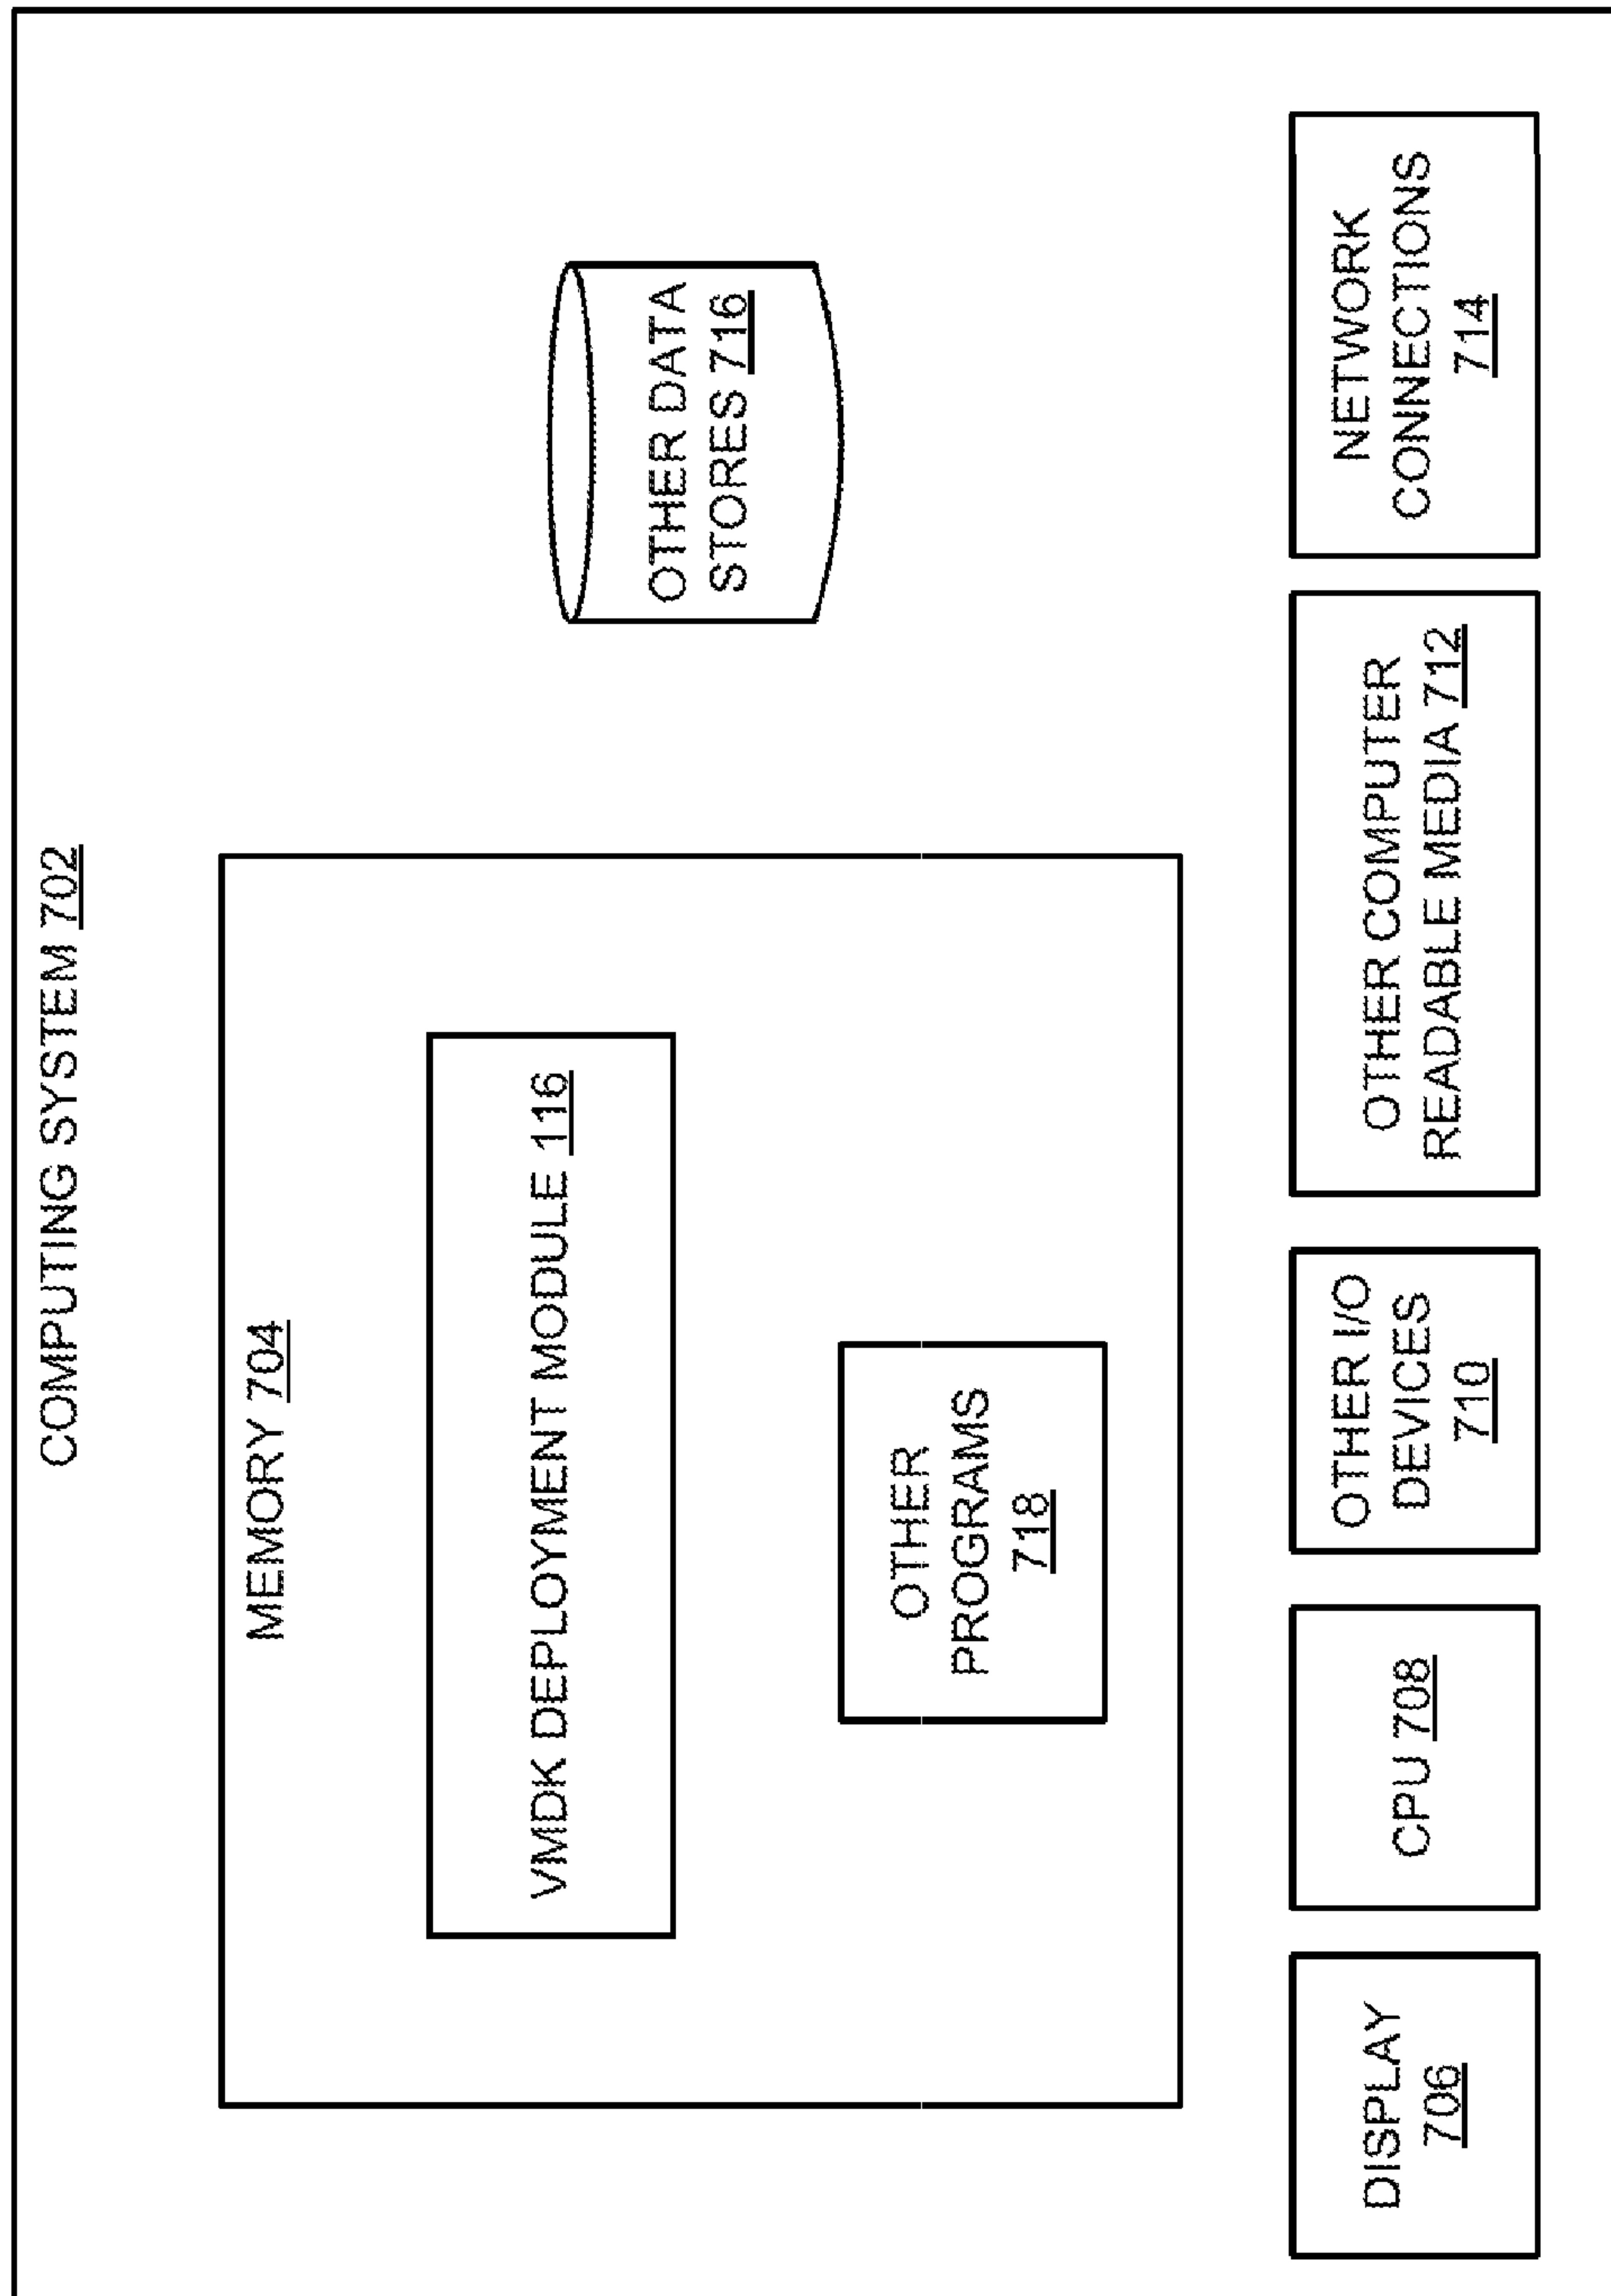 COMPUTING SYSTEM 702
MEMORY 704
VMDK DEPLOYMENT MODULE 116
OTHER
PROGRAMS
718
OTHER DATA
STORES 716
DISPLAY
706
CPU 708
OTHER I/O
DEVICES
710
OTHER COMPUTER
READABLE MEDIA 712
NETWORK
CONNECTIONS
714